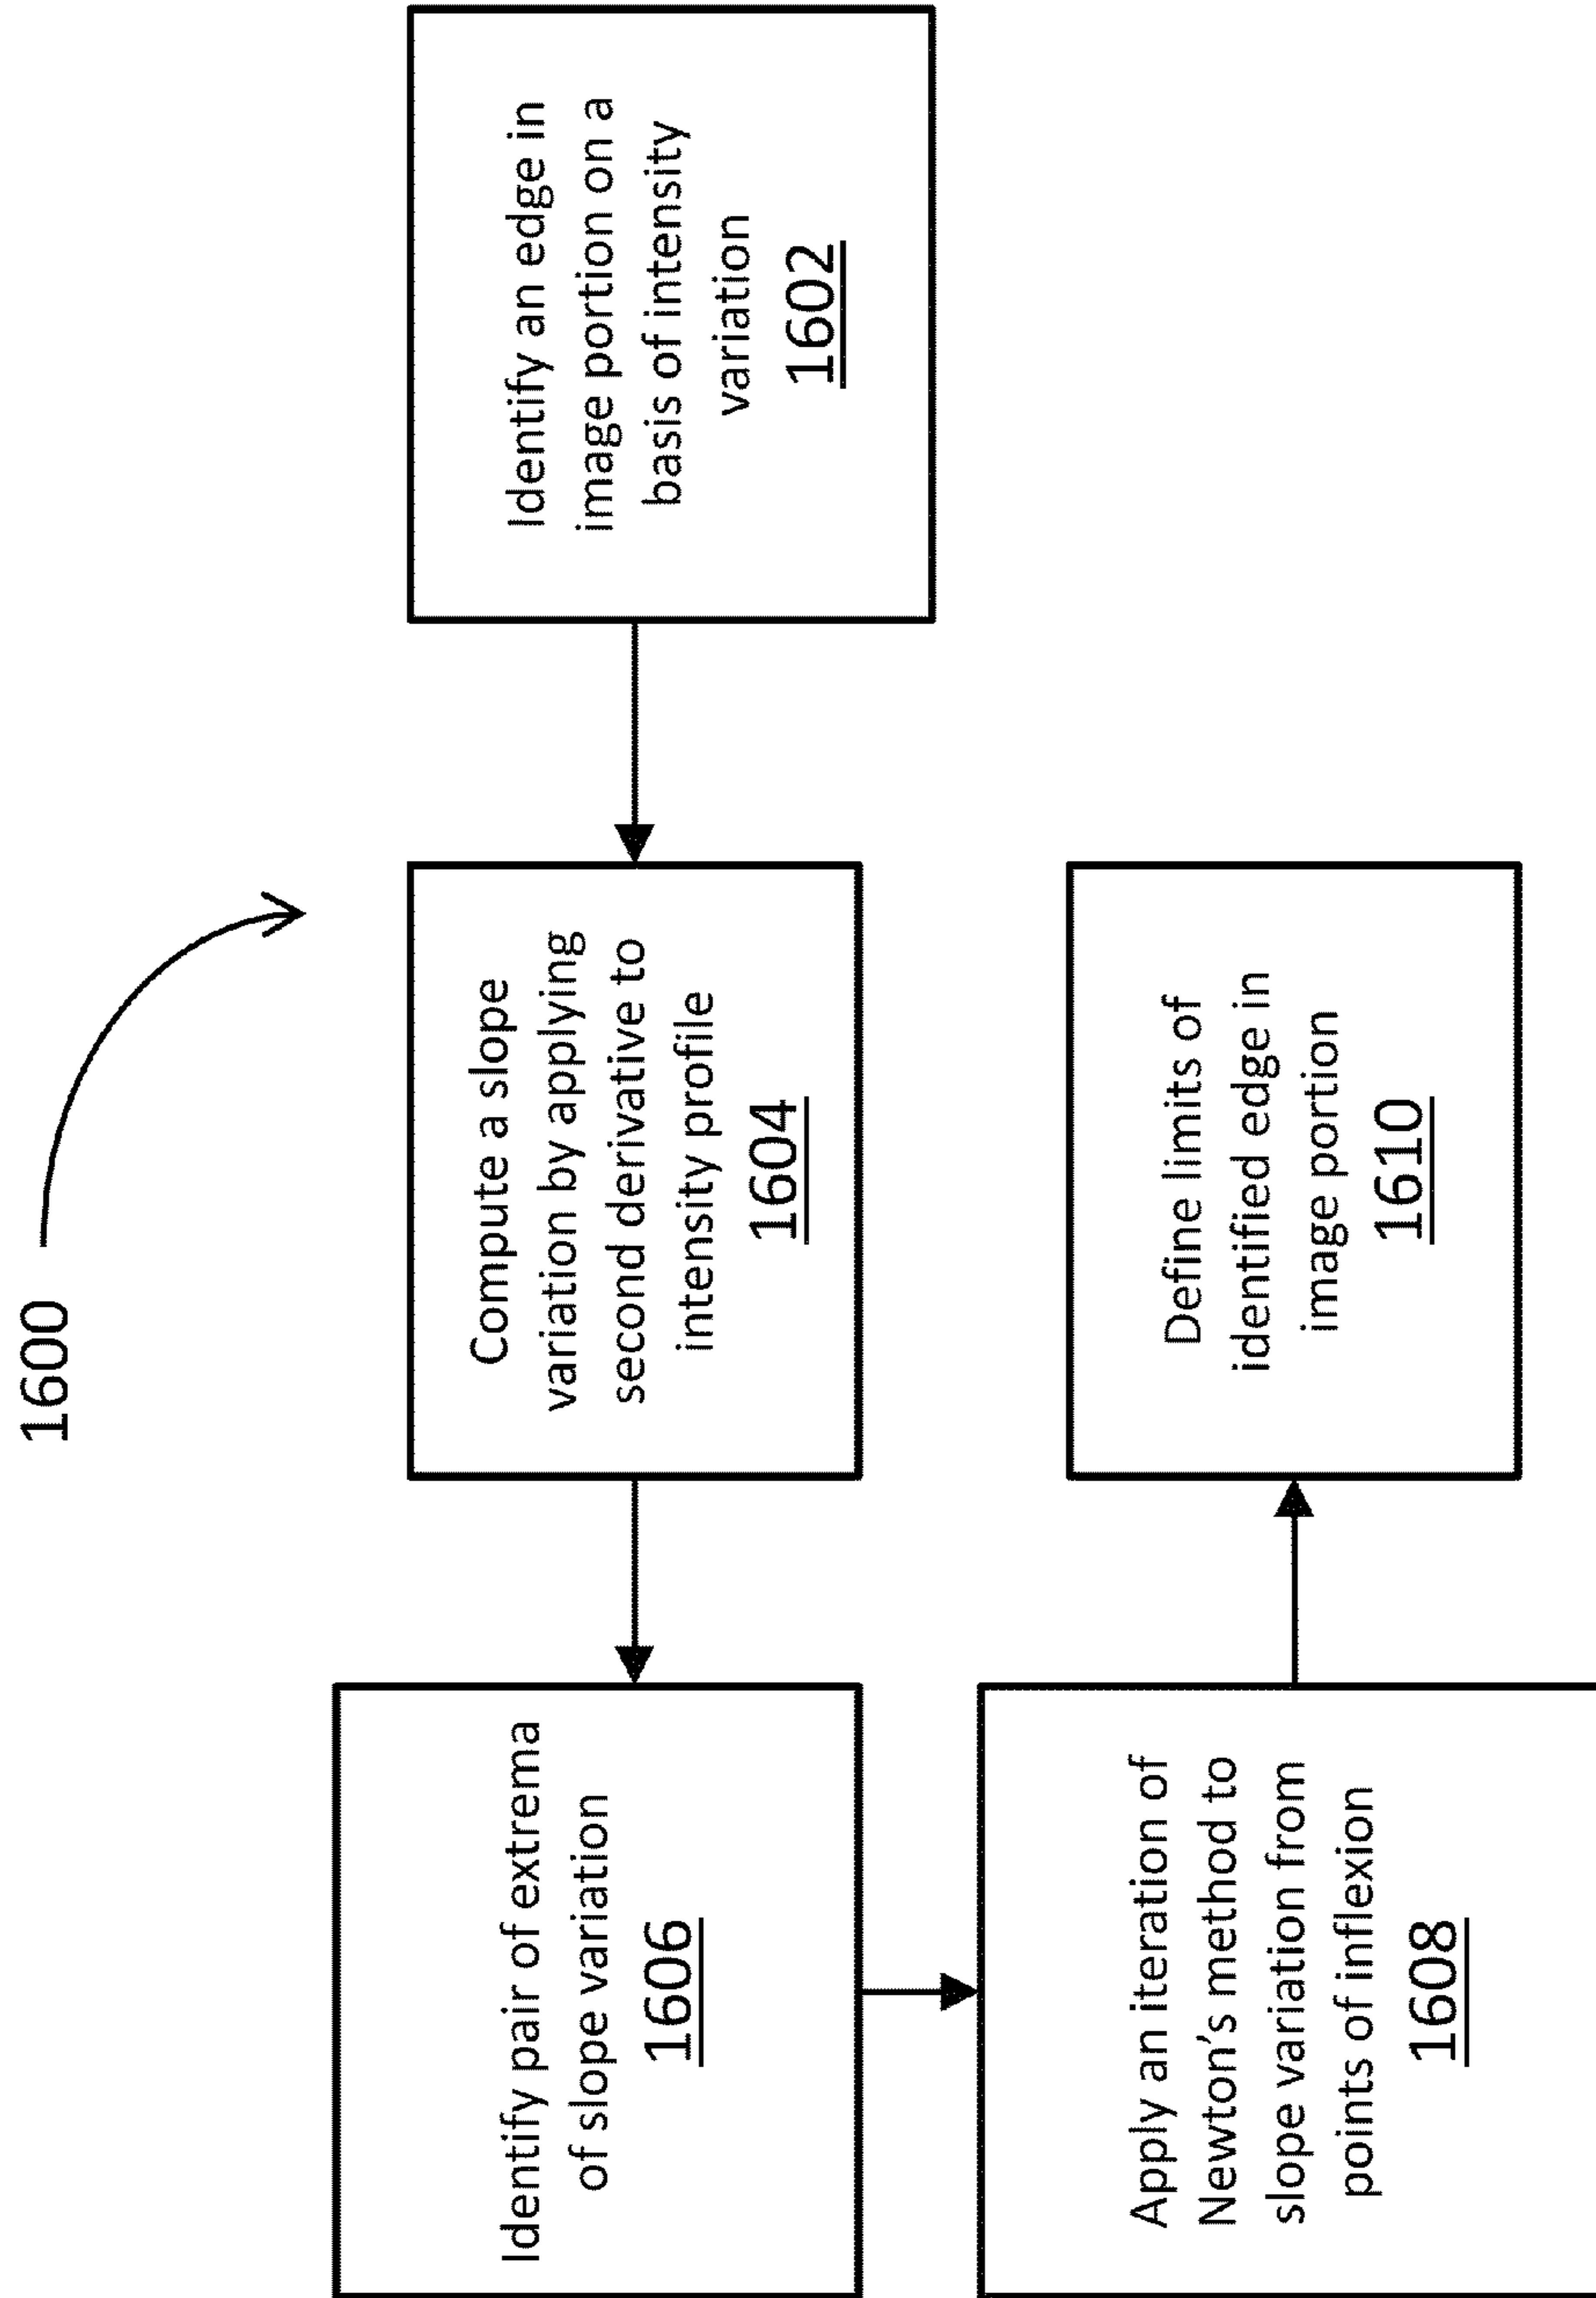 1600
Identify an edge in
image portion on a
basis of intensity
variation
1602
Compute a slope
variation by applying
second derivative to
intensity profile
1604
Identify pair of extrema
of slope variation
1606
Apply an iteration of
Newton's method to
slope variation from
points of inflexion
1608
Define limits of
identified edge in
image portion
1610